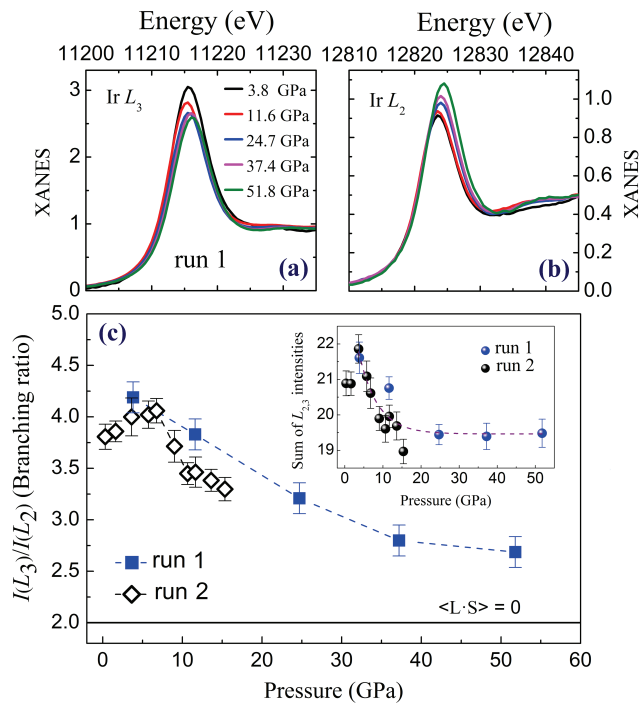 Energy (eV)
11200 11210 11220 11230
Ir L3
3.8 GPa
11.6 GPa
24.7 GPa
37.4 GPa
51.8 GPa
3
2
1
0
XANES
run 1
(a)
Energy (eV)
12810 12820 12830 12840
Ir L2
1.0
0.8
0.6
0.4
0.2
0.0
XANES
(b)
(c)
I(L3)/I(L2) (Branching ratio)
4.5
4.0
3.5
3.0
2.5
2.0
run 1
run 2
<L·S> = 0
0 10 20 30 40 50 60
Pressure (GPa)
Sum of L2,3 intensities
22
21
20
19
run 1
run 2
0 10 20 30 40 50
Pressure (GPa)